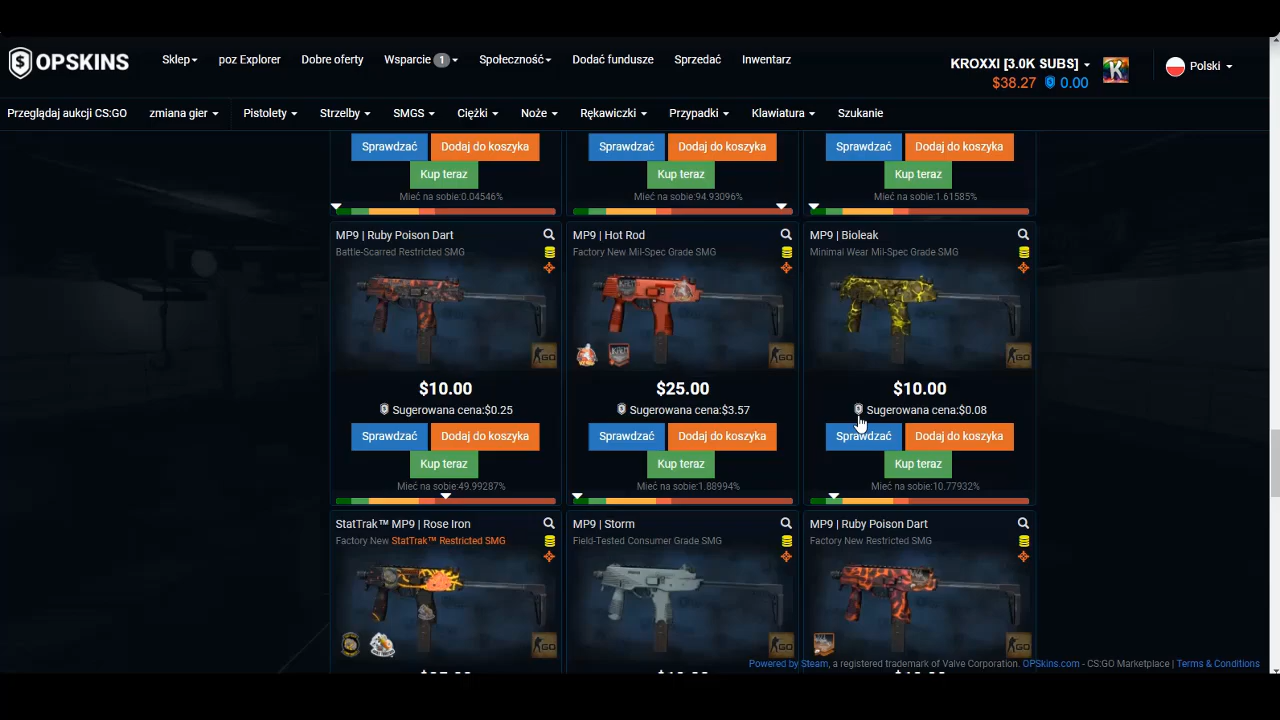 OPSKINS
Sklep
poz Explorer
Dobre oferty
Wsparcie 1
Społeczność
Dodać fundusze
Sprzedać
Inwentarz
KROXXI [3.0K SUBS]
$38.27 0.00
Polski
Przeglądaj aukcji CS:GO
zmiana gier
Pistolety
Strzelby
SMGS
Ciężki
Noże
Rękawiczki
Przypadki
Klawiatura
Szukanie
Sprawdzać Dodaj do koszyka
Kup teraz
Mieć na sobie:0.04546%
Sprawdzać Dodaj do koszyka
Kup teraz
Mieć na sobie:94.93096%
Sprawdzać Dodaj do koszyka
Kup teraz
Mieć na sobie:1.61585%
MP9 | Ruby Poison Dart
Battle-Scarred Restricted SMG
GO
$10.00
Sugerowana cena:$0.25
Sprawdzać Dodaj do koszyka
Kup teraz
Mieć na sobie:49.99287%
MP9 | Hot Rod
Factory New Mil-Spec Grade SMG
GO
$25.00
Sugerowana cena:$3.57
Sprawdzać Dodaj do koszyka
Kup teraz
Mieć na sobie:1.88994%
MP9 | Bioleak
Minimal Wear Mil-Spec Grade SMG
GO
$10.00
Sugerowana cena:$0.08
Sprawdzać Dodaj do koszyka
Kup teraz
Mieć na sobie:10.77932%
StatTrak™ MP9 | Rose Iron
Factory New StatTrak™ Restricted SMG
GO
MP9 | Storm
Field-Tested Consumer Grade SMG
GO
MP9 | Ruby Poison Dart
Factory New Restricted SMG
GO
Powered by Steam, a registered trademark of Valve Corporation. OPSkins.com - CS:GO Marketplace | Terms & Conditions